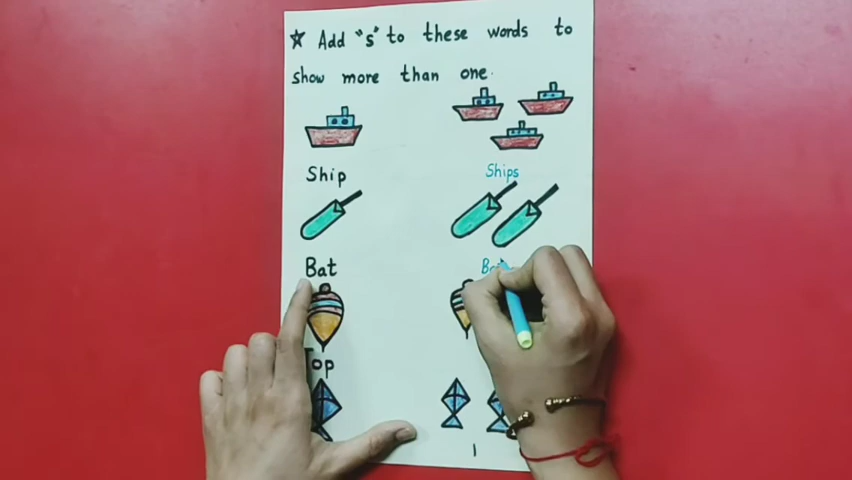 ☆ Add "s" to these words to
show more than one.
Ship Ships
Bat
Top
1